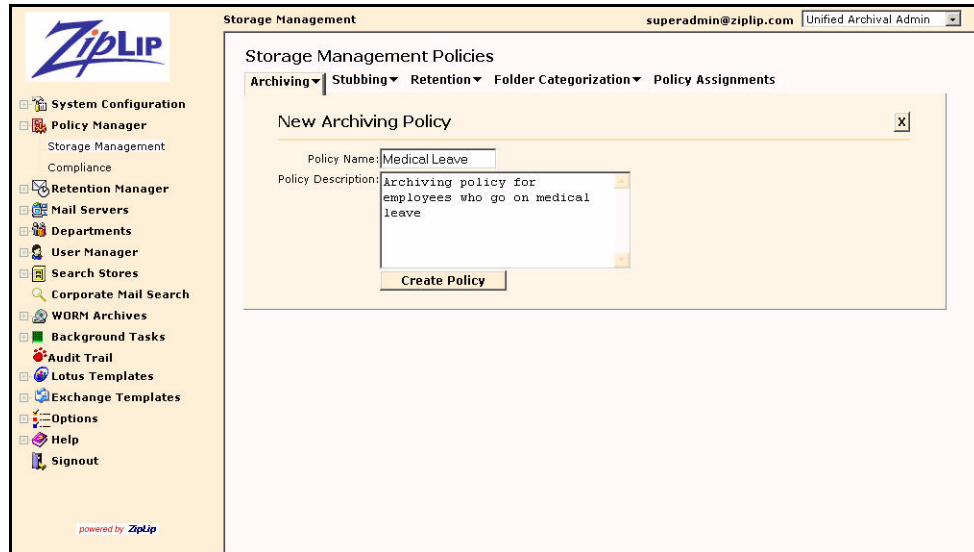 ZipLip
Storage Management
superadmin@ziplip.com
Unified Archival Admin
System Configuration
Policy Manager
Storage Management
Compliance
Retention Manager
Mail Servers
Departments
User Manager
Search Stores
Corporate Mail Search
WORM Archives
Background Tasks
Audit Trail
Lotus Templates
Exchange Templates
Options
Help
Signout
powered by ZipLip
Storage Management Policies
Archiving Stubbing Retention Folder Categorization Policy Assignments
New Archiving Policy
X
Policy Name: Medical Leave
Policy Description: Archiving policy for
employees who go on medical
leave
Create Policy